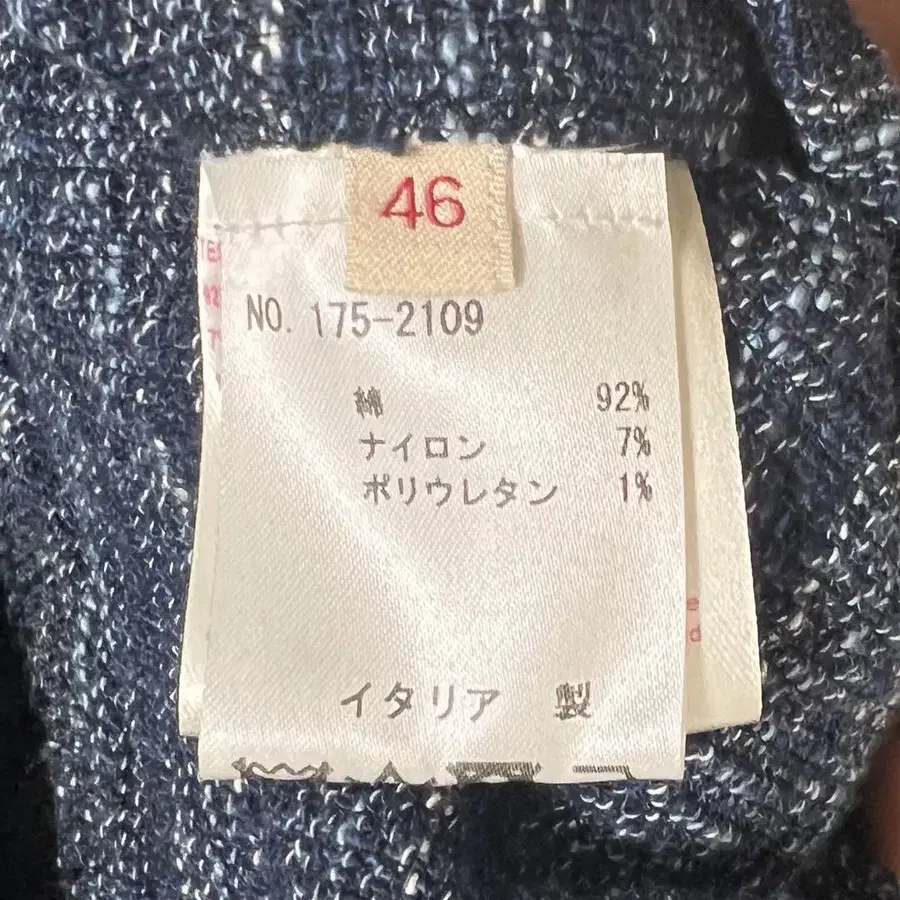 46
NO. 175-2109
綿 92%
ナイロン 7%
ポリウレタン 1%
イタリア 製